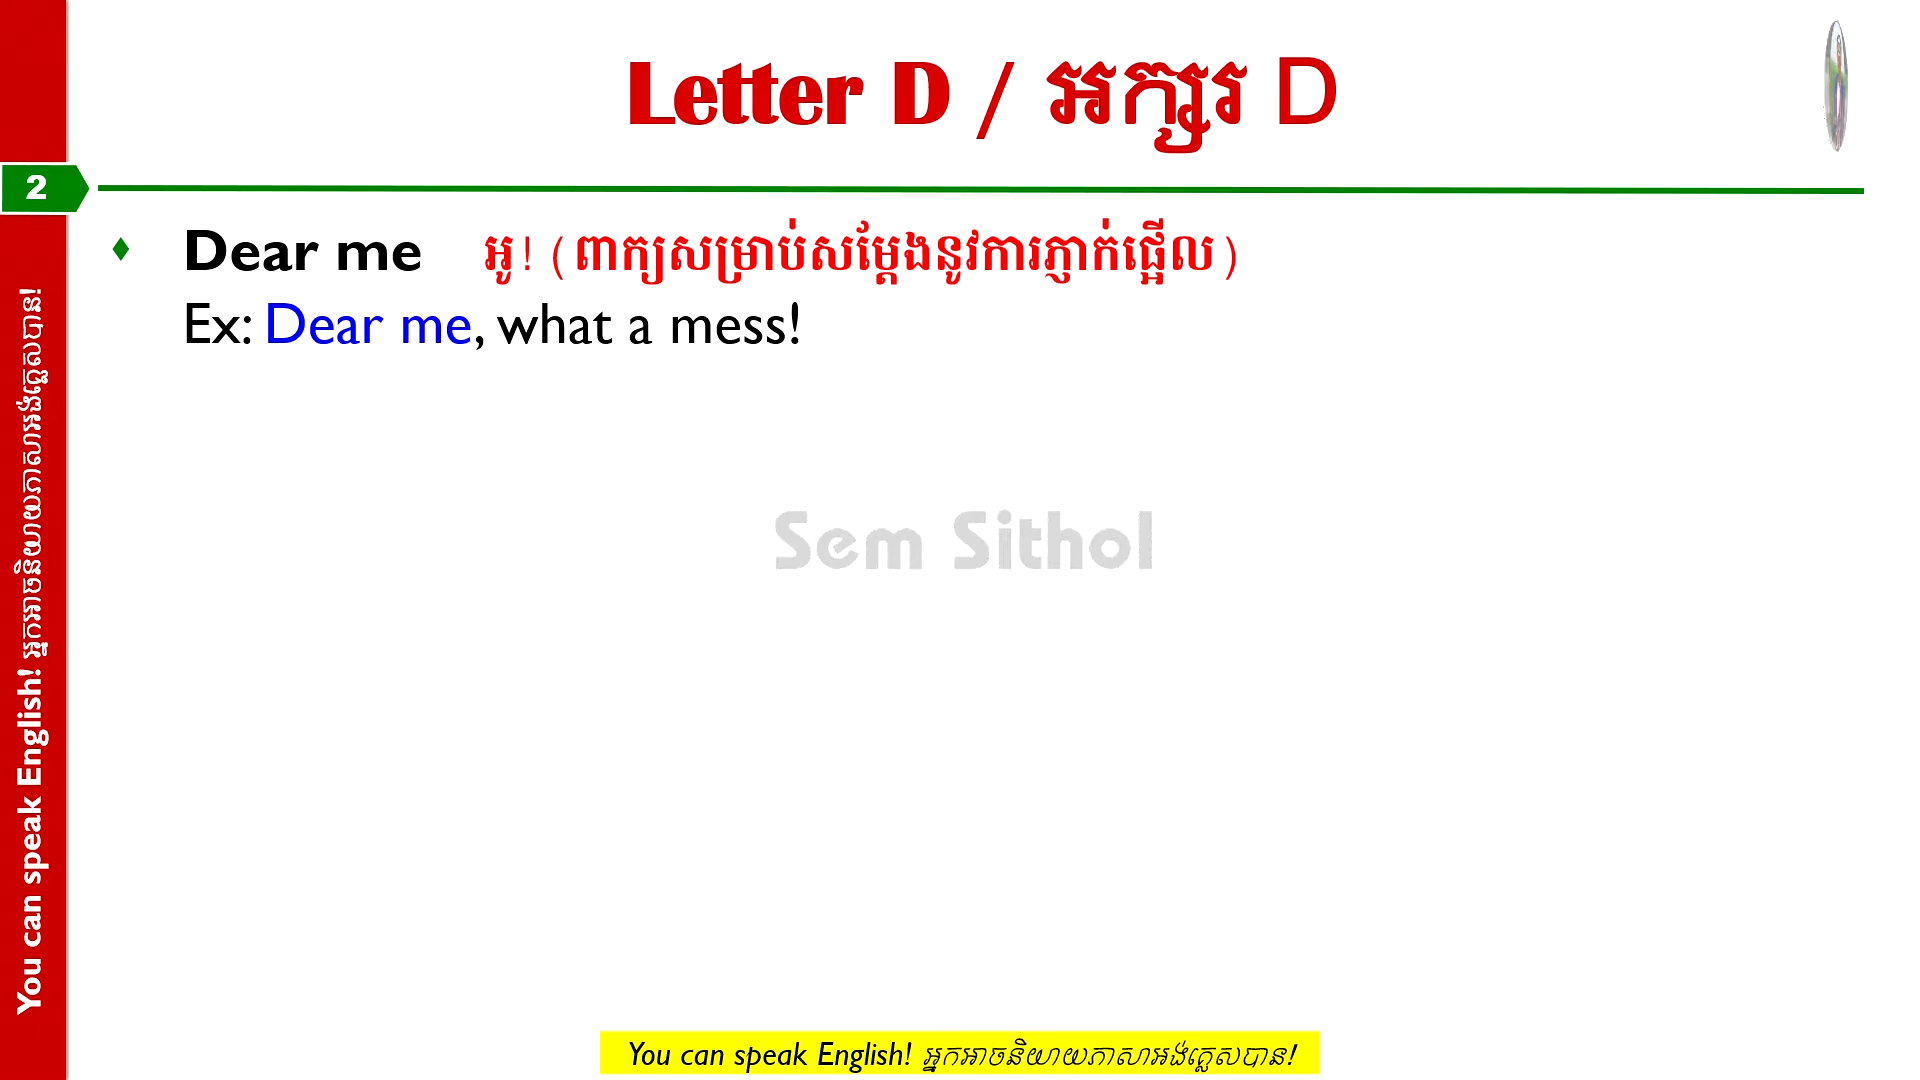 Letter D / អក្សរ D
2
♦ Dear me អូ! (ពាក្យសម្រាប់សម្ដែងនូវការភ្ញាក់ផ្អើល)
Ex: Dear me, what a mess!
Sem Sithol
You can speak English! អ្នកអាចនិយាយភាសាអង់គ្លេសបាន!
You can speak English! អ្នកអាចនិយាយភាសាអង់គ្លេសបាន!